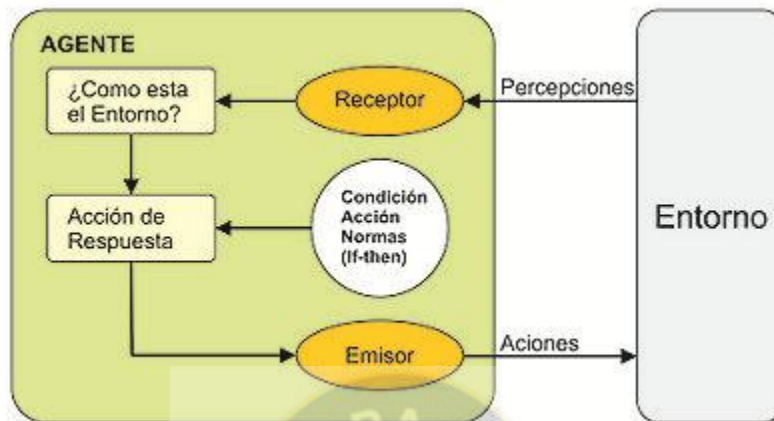 AGENTE
¿Como esta
el Entorno?
Receptor
Percepciones
Condición
Acción
Normas
(If-then)
Acción de
Respuesta
Entorno
Emisor
Aciones